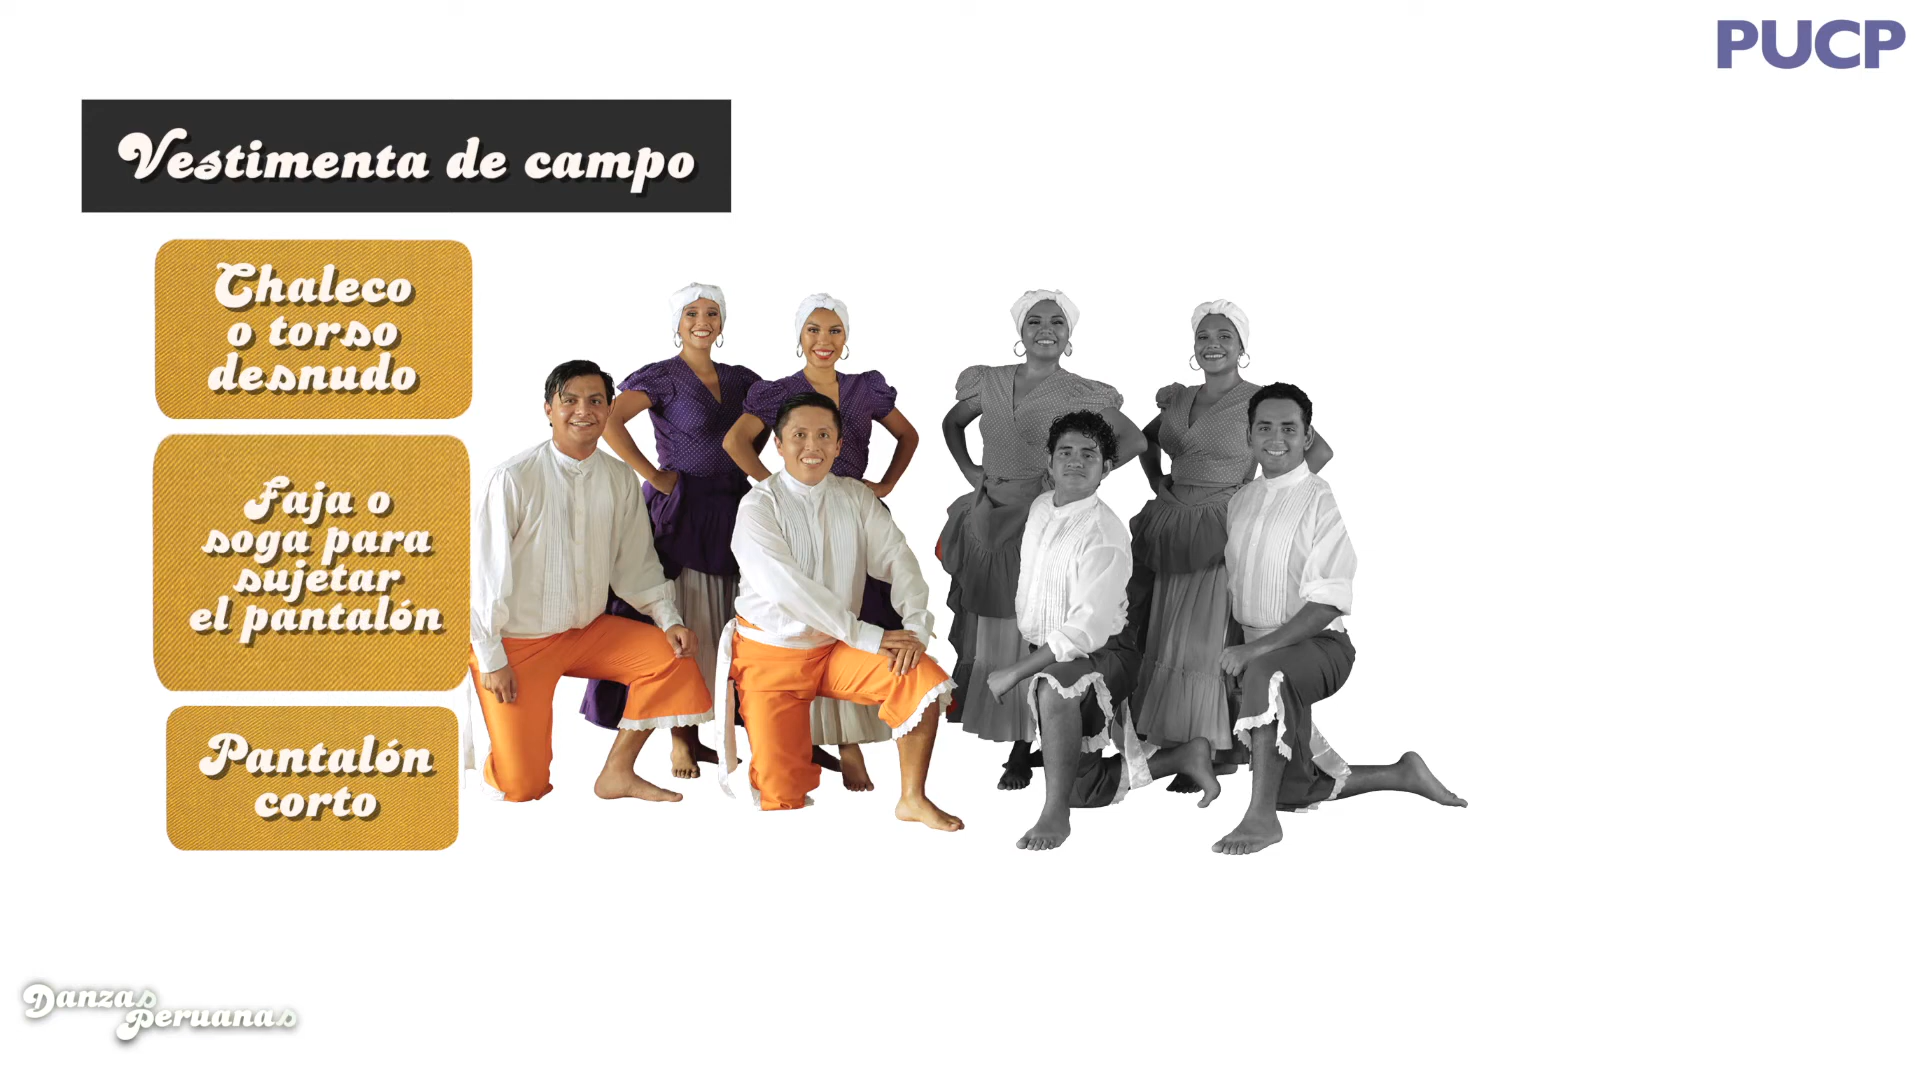 PUCP
Vestimenta de campo
Chaleco
o torso
desnudo
Faja o
soga para
sujetar
el pantalón
Pantalón
corto
Danzas
Peruanas